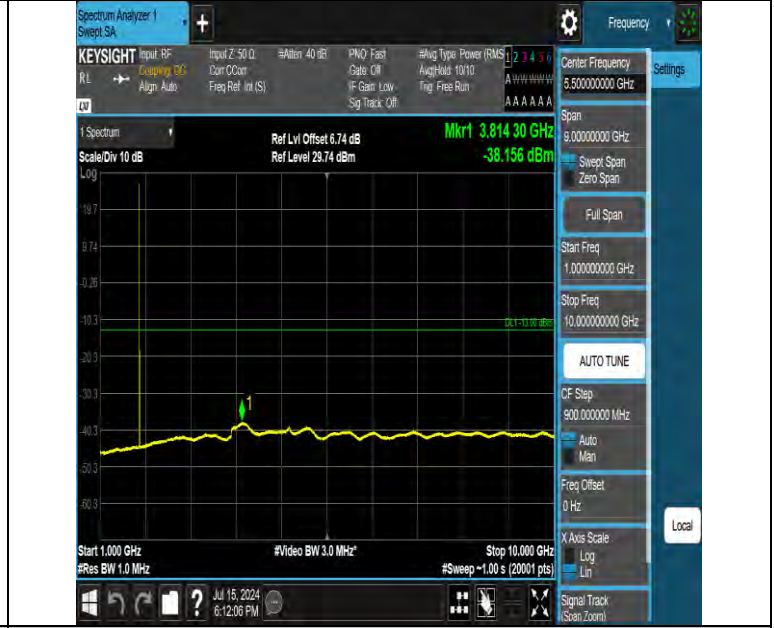 Spectrum Analyzer 1
Swept SA
+
Frequency
KEYSIGHT
RL
Input: RF
Coupling: DC
Align: Auto
Input Z: 50 Ω
Corr CCorr
Freq Ref: Int (S)
#Atten: 40 dB
PNO: Fast
Gate: Off
IF Gain: Low
Sig Track: Off
#Avg Type: Power (RMS
Avg|Hold: 10/10
Trig: Free Run
1 2 3 4 5 6
A W W W W W
A A A A A A
1 Spectrum
Scale/Div 10 dB
Log
Ref Lvl Offset 6.74 dB
Ref Level 29.74 dBm
Mkr1 3.814 30 GHz
-38.156 dBm
19.7
9.74
-0.26
-10.3
-20.3
-30.3
-40.3
-50.3
-60.3
DL1 -13.00 dBm
1
Start 1.000 GHz
#Res BW 1.0 MHz
#Video BW 3.0 MHz*
Stop 10.000 GHz
#Sweep ~1.00 s (20001 pts)
Center Frequency
5.500000000 GHz
Span
9.00000000 GHz
Swept Span
Zero Span
Full Span
Start Freq
1.000000000 GHz
Stop Freq
10.000000000 GHz
AUTO TUNE
CF Step
900.000000 MHz
Auto
Man
Freq Offset
0 Hz
X Axis Scale
Log
Lin
Signal Track
(Span Zoom)
Settings
Local
?
Jul 15, 2024
6:12:06 PM